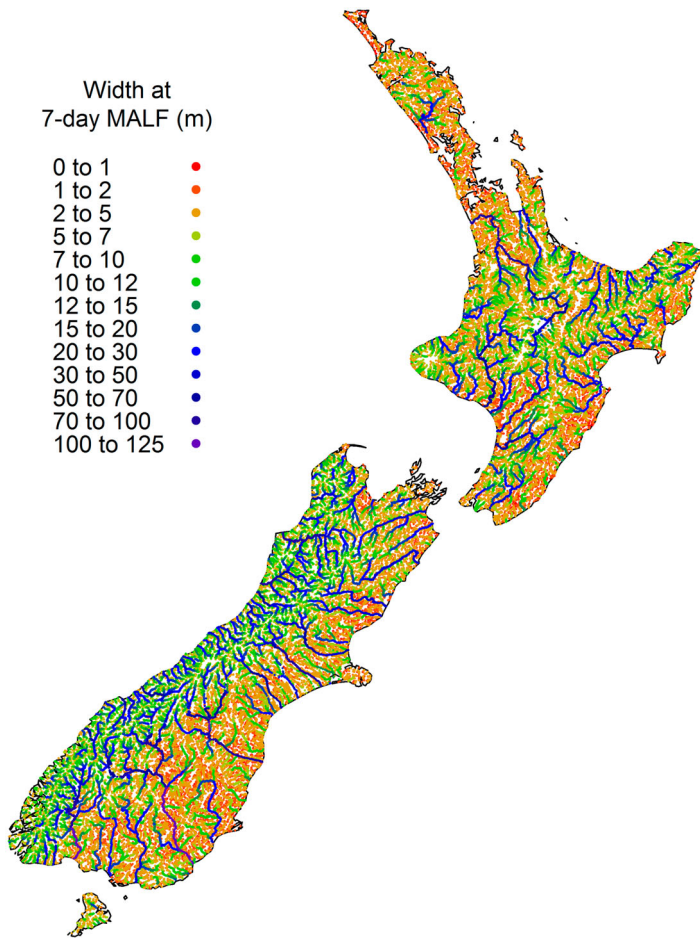 Width at
7-day MALF (m)
0 to 1
1 to 2
2 to 5
5 to 7
7 to 10
10 to 12
12 to 15
15 to 20
20 to 30
30 to 50
50 to 70
70 to 100
100 to 125